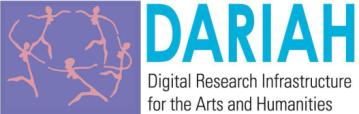 DARIAH
Digital Research Infrastructure
for the Arts and Humanities